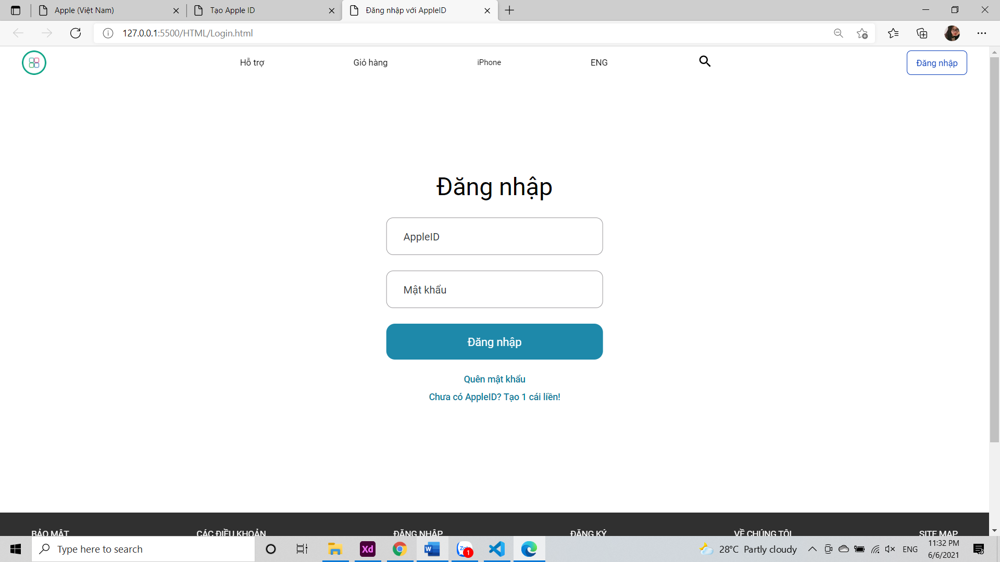 Apple (Việt Nam)
Tạo Apple ID
Đăng nhập với AppleID
127.0.0.1:5500/HTML/Login.html
Hỗ trợ
Giỏ hàng
iPhone
ENG
Đăng nhập
Đăng nhập
AppleID
Mật khẩu
Đăng nhập
Quên mật khẩu
Chưa có AppleID? Tạo 1 cái liền!
BẢO MẬT
CÁC ĐIỀU KHOẢN
ĐĂNG NHẬP
ĐĂNG KÝ
VỀ CHÚNG TÔI
SITE MAP
Type here to search
Xd
W
Zalo
1
28°C Partly cloudy
ENG
11:32 PM
6/6/2021